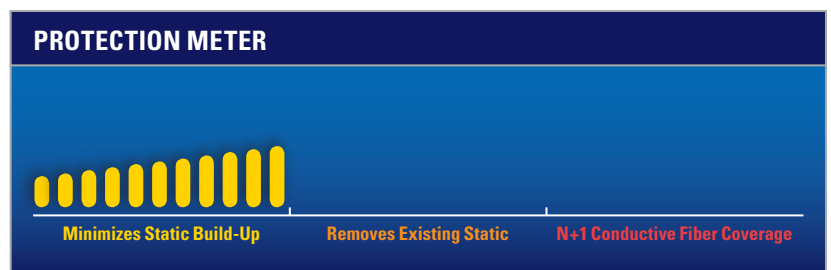 PROTECTION METER
Minimizes Static Build-Up Removes Existing Static N+1 Conductive Fiber Coverage